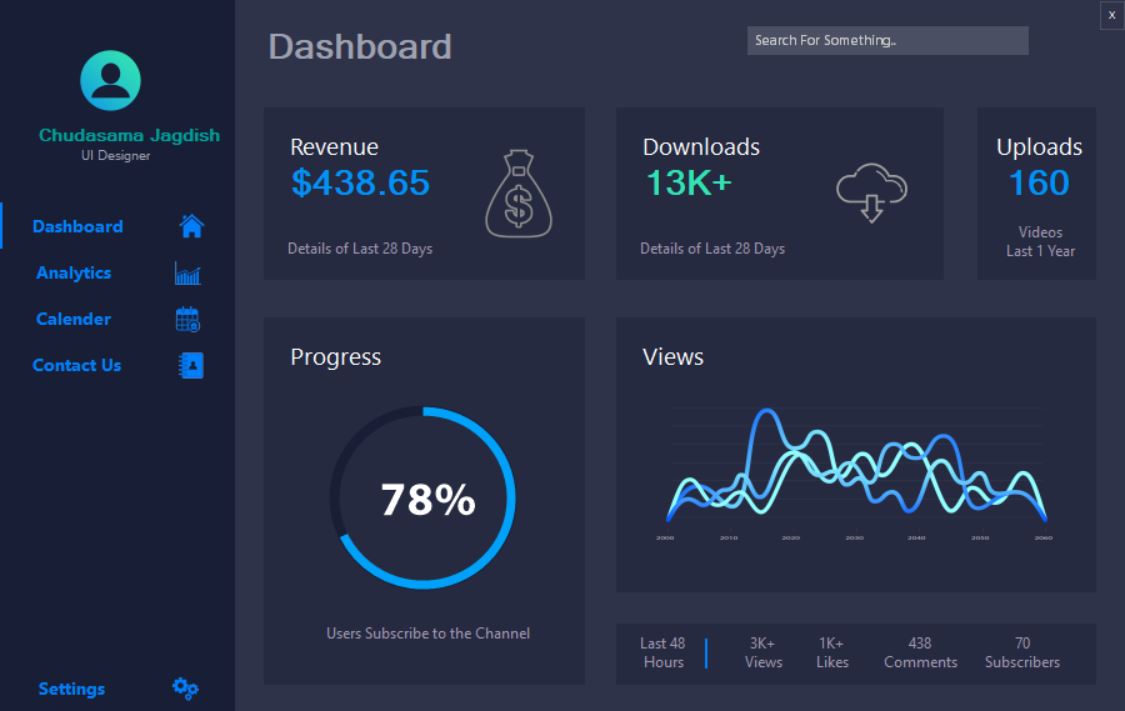 X
Dashboard
Search For Something..
Chudasama Jagdish
UI Designer
Dashboard
Analytics
Calender
Contact Us
Settings
Revenue
$438.65
Details of Last 28 Days
Downloads
13K+
Details of Last 28 Days
Uploads
160
Videos
Last 1 Year
Progress
78%
Users Subscribe to the Channel
Views
2000 2010 2020 2030 2040 2050 2060
Last 48
Hours
3K+
Views
1K+
Likes
438
Comments
70
Subscribers